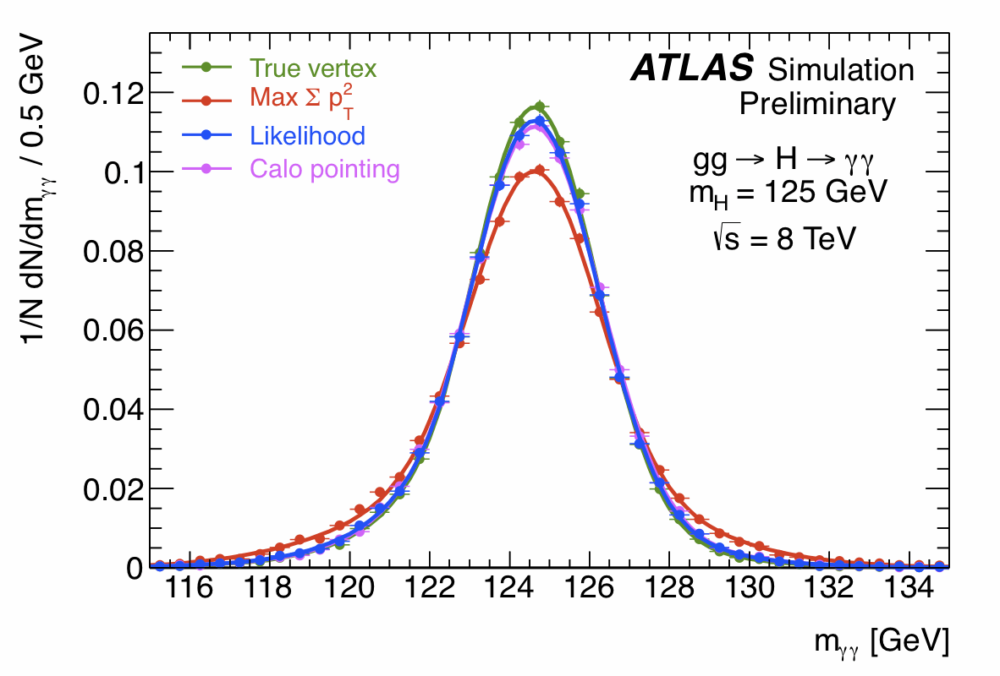 1/N dN/dmγγ / 0.5 GeV
True vertex
Max Σ p²T
Likelihood
Calo pointing
ATLAS Simulation
Preliminary
gg → H → γγ
mH = 125 GeV
√s = 8 TeV
0.12
0.1
0.08
0.06
0.04
0.02
0
116 118 120 122 124 126 128 130 132 134
mγγ [GeV]